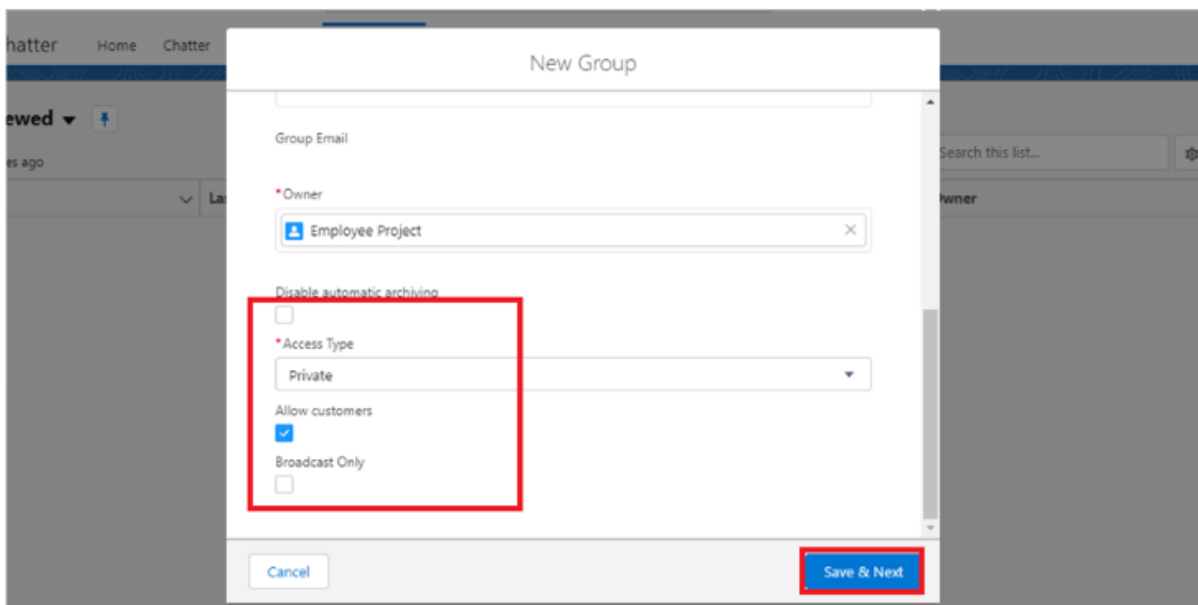 hatter Home Chatter
New Group
ewed
es ago
Search this list...
La
Owner
Group Email
*Owner
Employee Project
Disable automatic archiving
*Access Type
Private
Allow customers
Broadcast Only
Cancel
Save & Next